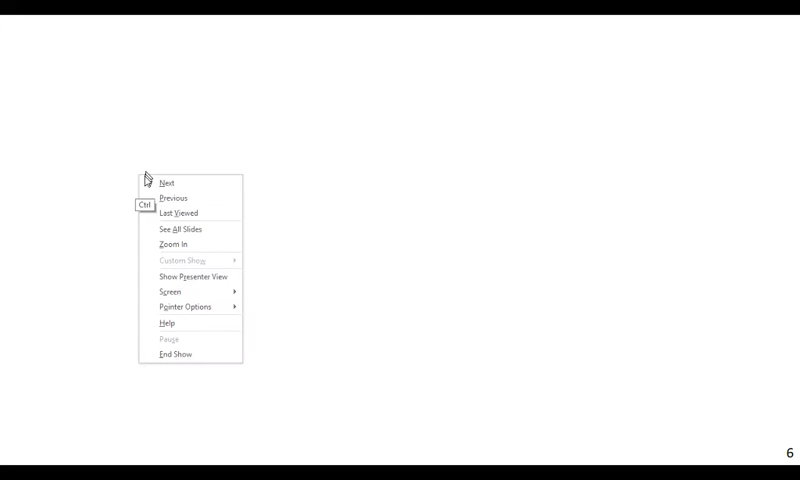 Next
Ctrl
Previous
Last Viewed
See All Slides
Zoom In
Custom Show
Show Presenter View
Screen
Pointer Options
Help
Pause
End Show
6